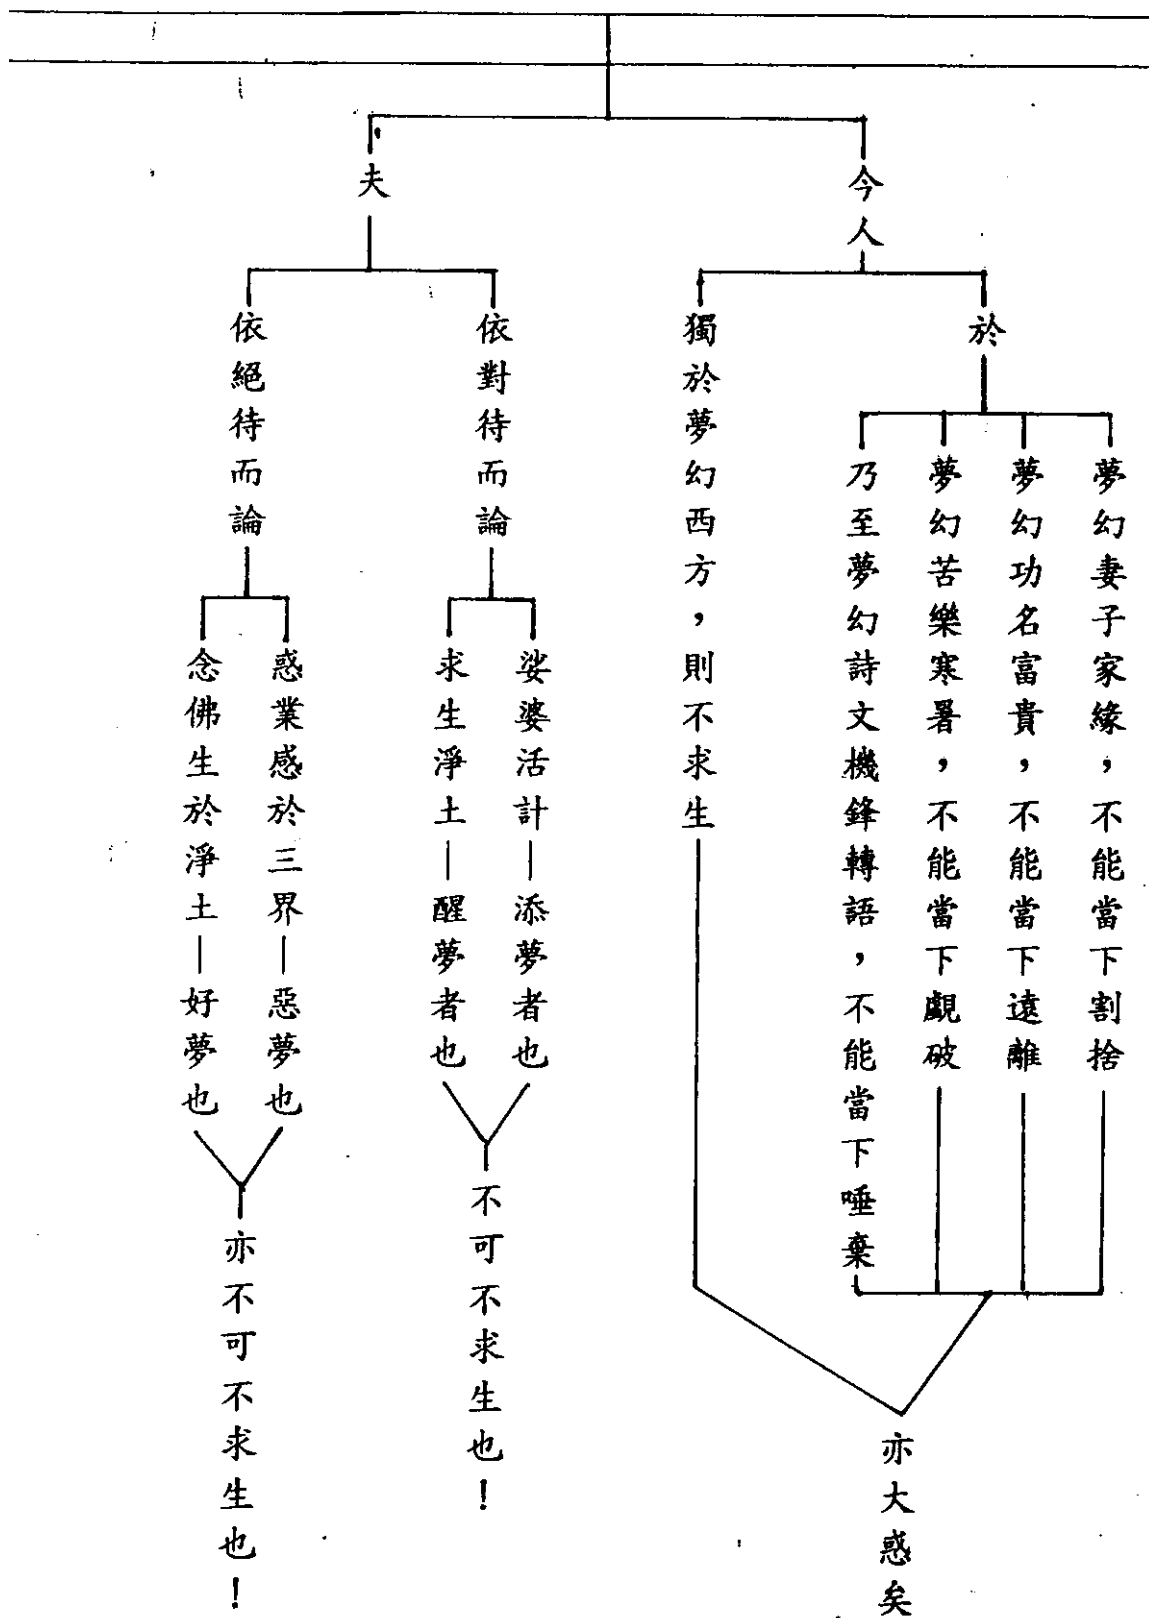 今人
於
夢幻妻子家緣，不能當下割捨
夢幻功名富貴，不能當下遠離
夢幻苦樂寒署，不能當下覷破
乃至夢幻詩文機鋒轉語，不能當下唾棄
獨於夢幻西方，則不求生
亦大惑矣
夫
依對待而論
娑婆活計—添夢者也
求生淨土—醒夢者也
不可不求生也！
依絕待而論
惑業感於三界—惡夢也
念佛生於淨土—好夢也
亦不可不求生也！